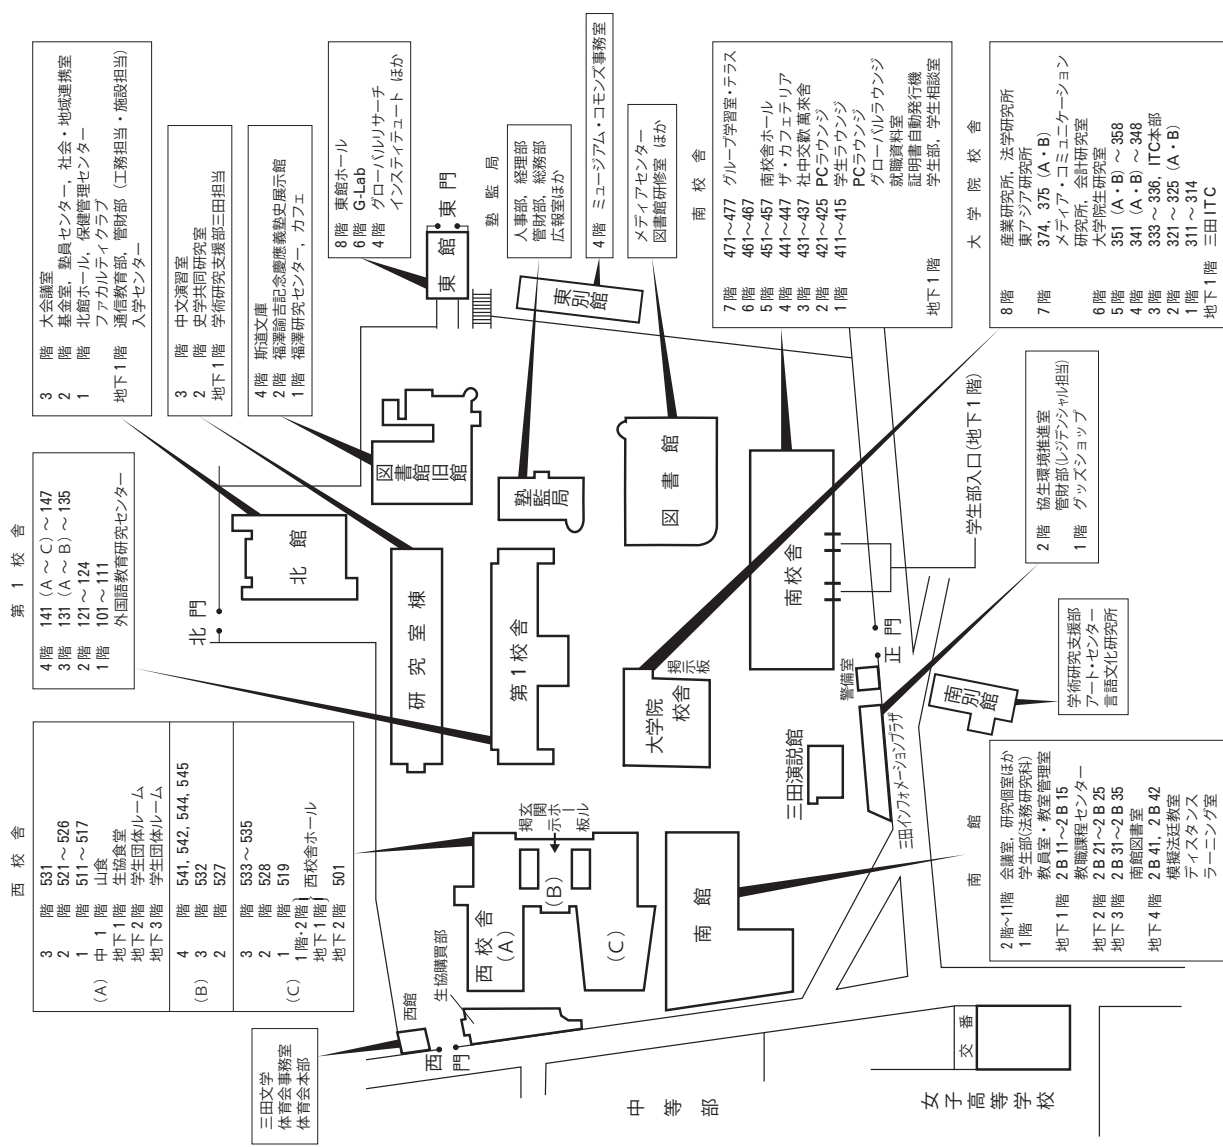 西校舎
(A)
3階 531
2階 521～526
1階 511～517
中1階 山食
地下1階 生協食堂
地下2階 学生団体ルーム
地下3階 学生団体ルーム
(B)
4階 541, 542, 544, 545
3階 532
2階 527
(C)
3階 533～535
2階 528
1階 519
1階・2階
地下1階
西校舎ホール
地下2階 501
第1校舎
4階 141（A～C）～147
3階 131（A～B）～135
2階 121～124
1階 101～111
外国語教育研究センター
3階 大会議室
2階 基金室, 塾員センター, 社会・地域連携室
1階 北館ホール, 保健管理センター
ファカルティクラブ
地下1階 通信教育部, 管財部（工務担当・施設担当）
入学センター
3階 中文演習室
2階 史学共同研究室
地下1階 学術研究支援部三田担当
4階 斯道文庫
2階 福澤諭吉記念慶應義塾史展示館
1階 福澤研究センター, カフェ
8階 東館ホール
6階 G-Lab
4階 グローバルリサーチ
インスティテュート ほか
塾監局
人事部, 経理部
管財部, 総務部
広報室ほか
4階 ミュージアム・コモンズ事務室
メディアセンター
図書館研修室 ほか
南校舎
7階 471～477 グループ学習室・テラス
6階 461～467
5階 451～457 南校舎ホール
4階 441～447 ザ・カフェテリア
3階 431～437 社中交歓 萬來舍
2階 421～425 PCラウンジ
1階 411～415 学生ラウンジ
PCラウンジ
グローバルラウンジ
就職資料室
証明書自動発行機
地下1階 学生部, 学生相談室
大学院校舎
8階 産業研究所, 法学研究所
東アジア研究所
7階 374, 375（A・B）
メディア・コミュニケーション
研究所, 会計研究室
6階 大学院生研究室
5階 351（A・B）～358
4階 341（A・B）～348
3階 333～336, ITC本部
2階 321～325（A・B）
1階 311～314
地下1階 三田ITC
三田文学
体育会事務室
体育会本部
西館
西門
生協購買部
西校舎
(A)
(B)
(C)
玄関ホール
掲示板
北門
北館
研究室棟
第1校舎
図書館旧館
塾監局
東館
東門
東別館
図書館
大学院校舎
掲示板
南校舎
学生部入口(地下1階)
正門
警備室
三田演説館
三田インフォメーションプラザ
南館
南別館
2階 協生環境推進室
管財部(レジデンシャル担当)
1階 グッズショップ
学術研究支援部
アート・センター
言語文化研究所
南館
2階～11階 会議室 研究個室ほか
1階 学生部(法務研究科)
教員室・教室管理室
地下1階 2B11～2B15
教職課程センター
地下2階 2B21～2B25
地下3階 2B31～2B35
南館図書室
地下4階 2B41, 2B42
模擬法廷教室
ディスタンス
ラーニング室
中等部
交番
女子高等学校